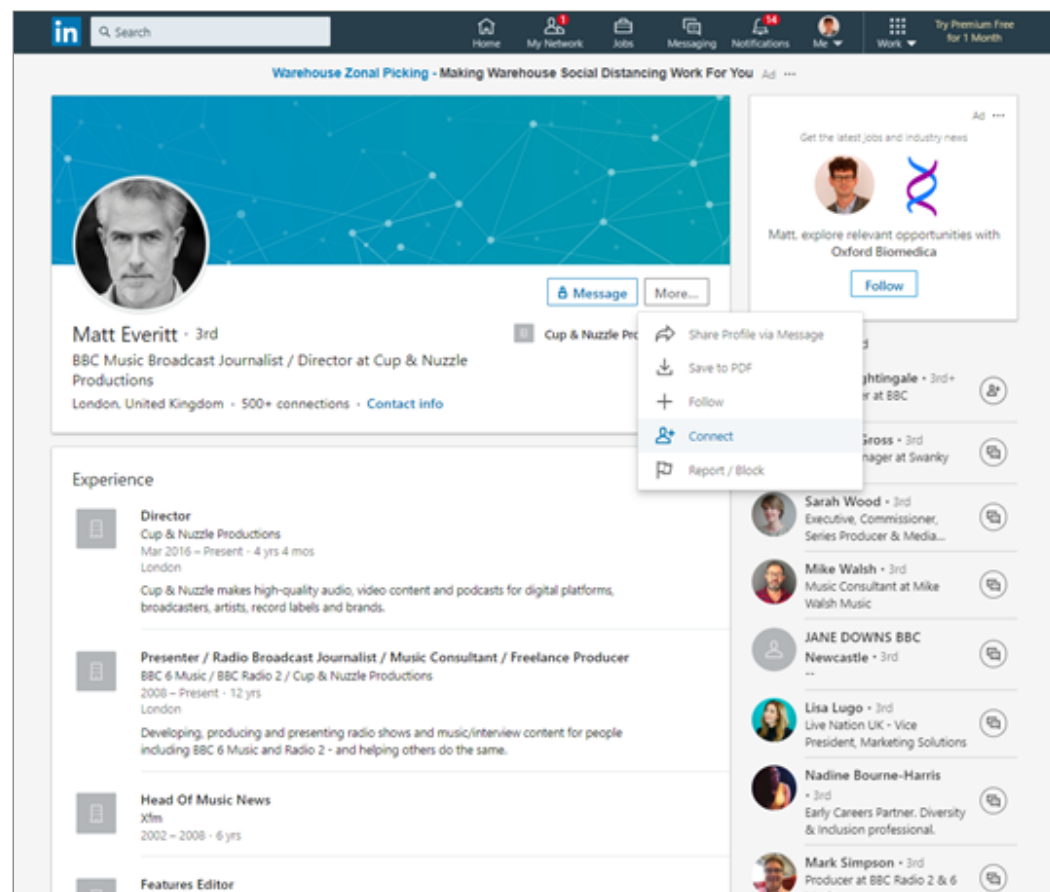 in
Search
Home
My Network
1
Jobs
Messaging
Notifications
14
Me
Work
Try Premium Free
for 1 Month
Warehouse Zonal Picking - Making Warehouse Social Distancing Work For You Ad ...
Message
More...
Matt Everitt · 3rd
BBC Music Broadcast Journalist / Director at Cup & Nuzzle
Productions
London, United Kingdom · 500+ connections · Contact info
Cup & Nuzzle Pro
Share Profile via Message
Save to PDF
Follow
Connect
Report / Block
Experience
Director
Cup & Nuzzle Productions
Mar 2016 – Present · 4 yrs 4 mos
London
Cup & Nuzzle makes high-quality audio, video content and podcasts for digital platforms,
broadcasters, artists, record labels and brands.
Presenter / Radio Broadcast Journalist / Music Consultant / Freelance Producer
BBC 6 Music / BBC Radio 2 / Cup & Nuzzle Productions
2008 – Present · 12 yrs
London
Developing, producing and presenting radio shows and music/interview content for people
including BBC 6 Music and Radio 2 - and helping others do the same.
Head Of Music News
Xfm
2002 – 2008 · 6 yrs
Features Editor
Ad ...
Get the latest jobs and industry news
Matt, explore relevant opportunities with
Oxford Biomedica
Follow
ghtingale · 3rd+
er at BBC
Gross · 3rd
nager at Swanky
Sarah Wood · 3rd
Executive, Commissioner,
Series Producer & Media...
Mike Walsh · 3rd
Music Consultant at Mike
Walsh Music
JANE DOWNS BBC
Newcastle · 3rd
--
Lisa Lugo · 3rd
Live Nation UK - Vice
President, Marketing Solutions
Nadine Bourne-Harris
· 3rd
Early Careers Partner. Diversity
& Inclusion professional.
Mark Simpson · 3rd
Producer at BBC Radio 2 & 6